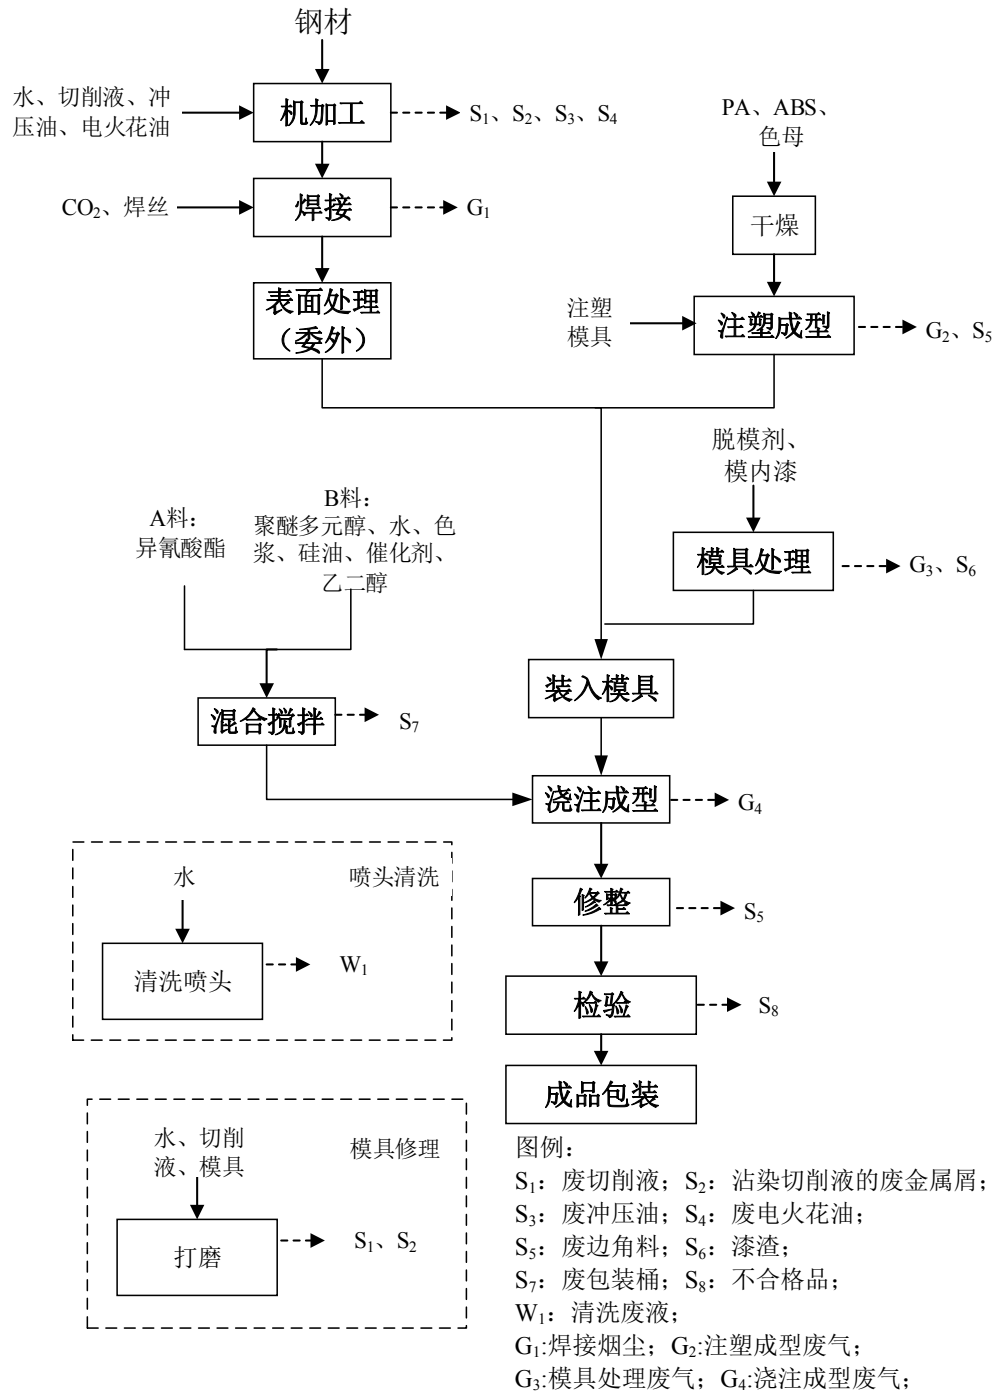 钢材
水、切削液、冲
压油、电火花油
机加工
S₁、S₂、S₃、S₄
PA、ABS、
色母
CO₂、焊丝
焊接
G₁
干燥
表面处理
（委外）
注塑
模具
注塑成型
G₂、S₅
脱模剂、
模内漆
A料：
异氰酸酯
B料：
聚醚多元醇、水、色
浆、硅油、催化剂、
乙二醇
模具处理
G₃、S₆
装入模具
混合搅拌
S₇
浇注成型
G₄
水
喷头清洗
修整
S₅
清洗喷头
W₁
检验
S₈
成品包装
水、切削
液、模具
模具修理
打磨
S₁、S₂
图例：
S₁：废切削液；S₂：沾染切削液的废金属屑；
S₃：废冲压油；S₄：废电火花油；
S₅：废边角料；S₆：漆渣；
S₇：废包装桶；S₈：不合格品；
W₁：清洗废液；
G₁:焊接烟尘；G₂:注塑成型废气；
G₃:模具处理废气；G₄:浇注成型废气；